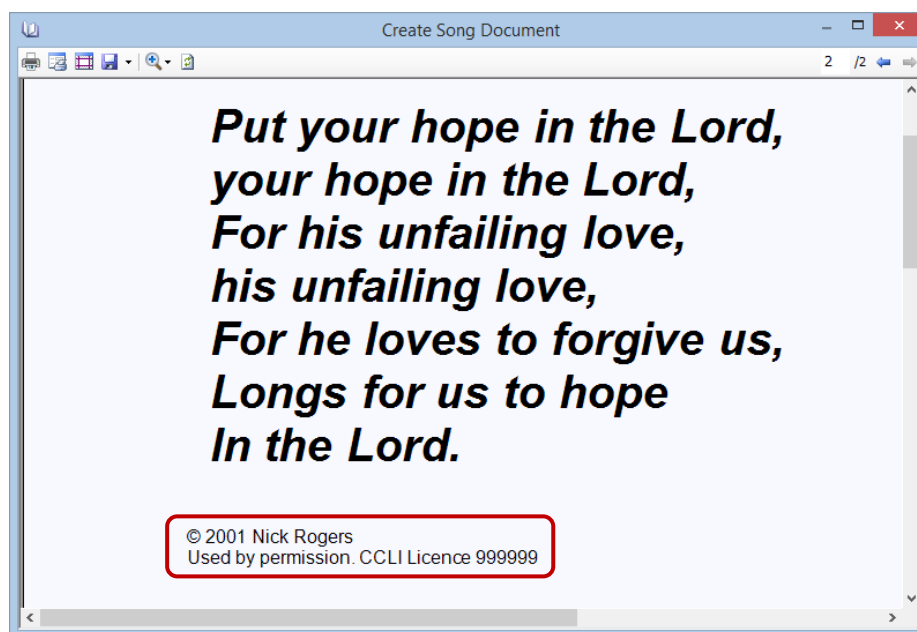 Create Song Document
2 /2
Put your hope in the Lord,
your hope in the Lord,
For his unfailing love,
his unfailing love,
For he loves to forgive us,
Longs for us to hope
In the Lord.
© 2001 Nick Rogers
Used by permission. CCLI Licence 999999